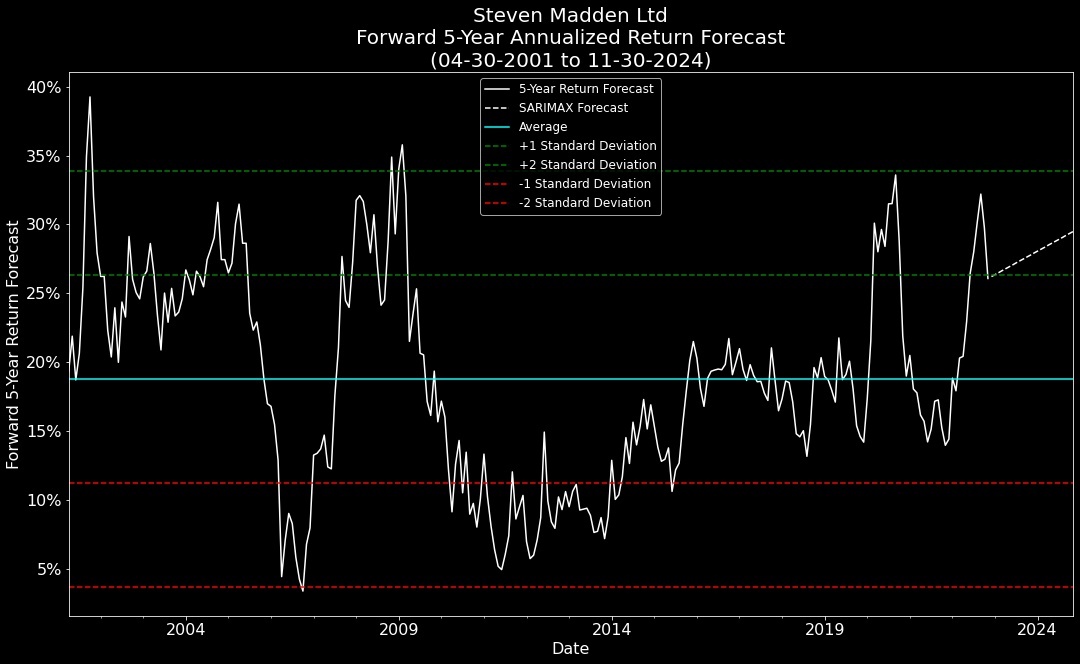 Steven Madden Ltd
Forward 5-Year Annualized Return Forecast
(04-30-2001 to 11-30-2024)
5-Year Return Forecast
SARIMAX Forecast
Average
+1 Standard Deviation
+2 Standard Deviation
-1 Standard Deviation
-2 Standard Deviation
Forward 5-Year Return Forecast
40%
35%
30%
25%
20%
15%
10%
5%
2004
2009
2014
2019
2024
Date